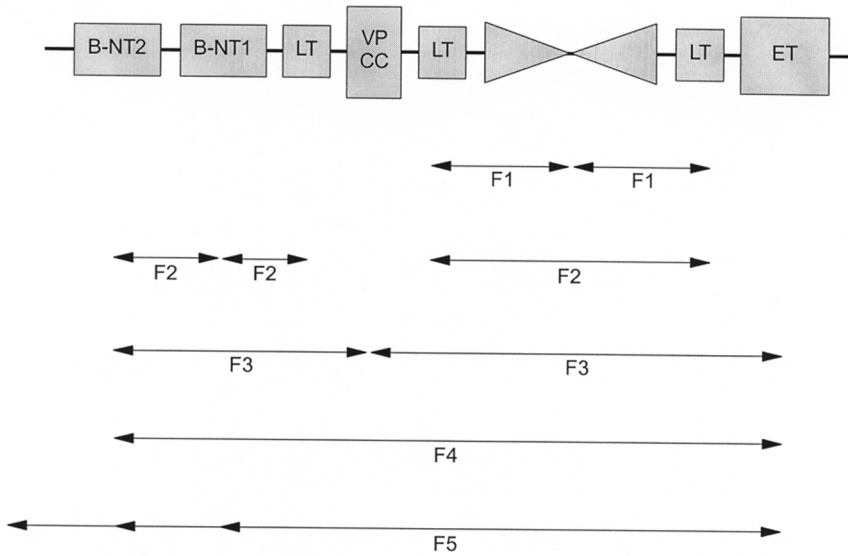 B-NT2 B-NT1 LT VP CC LT LT ET
F1 F1
F2 F2 F2
F3 F3
F4
F5